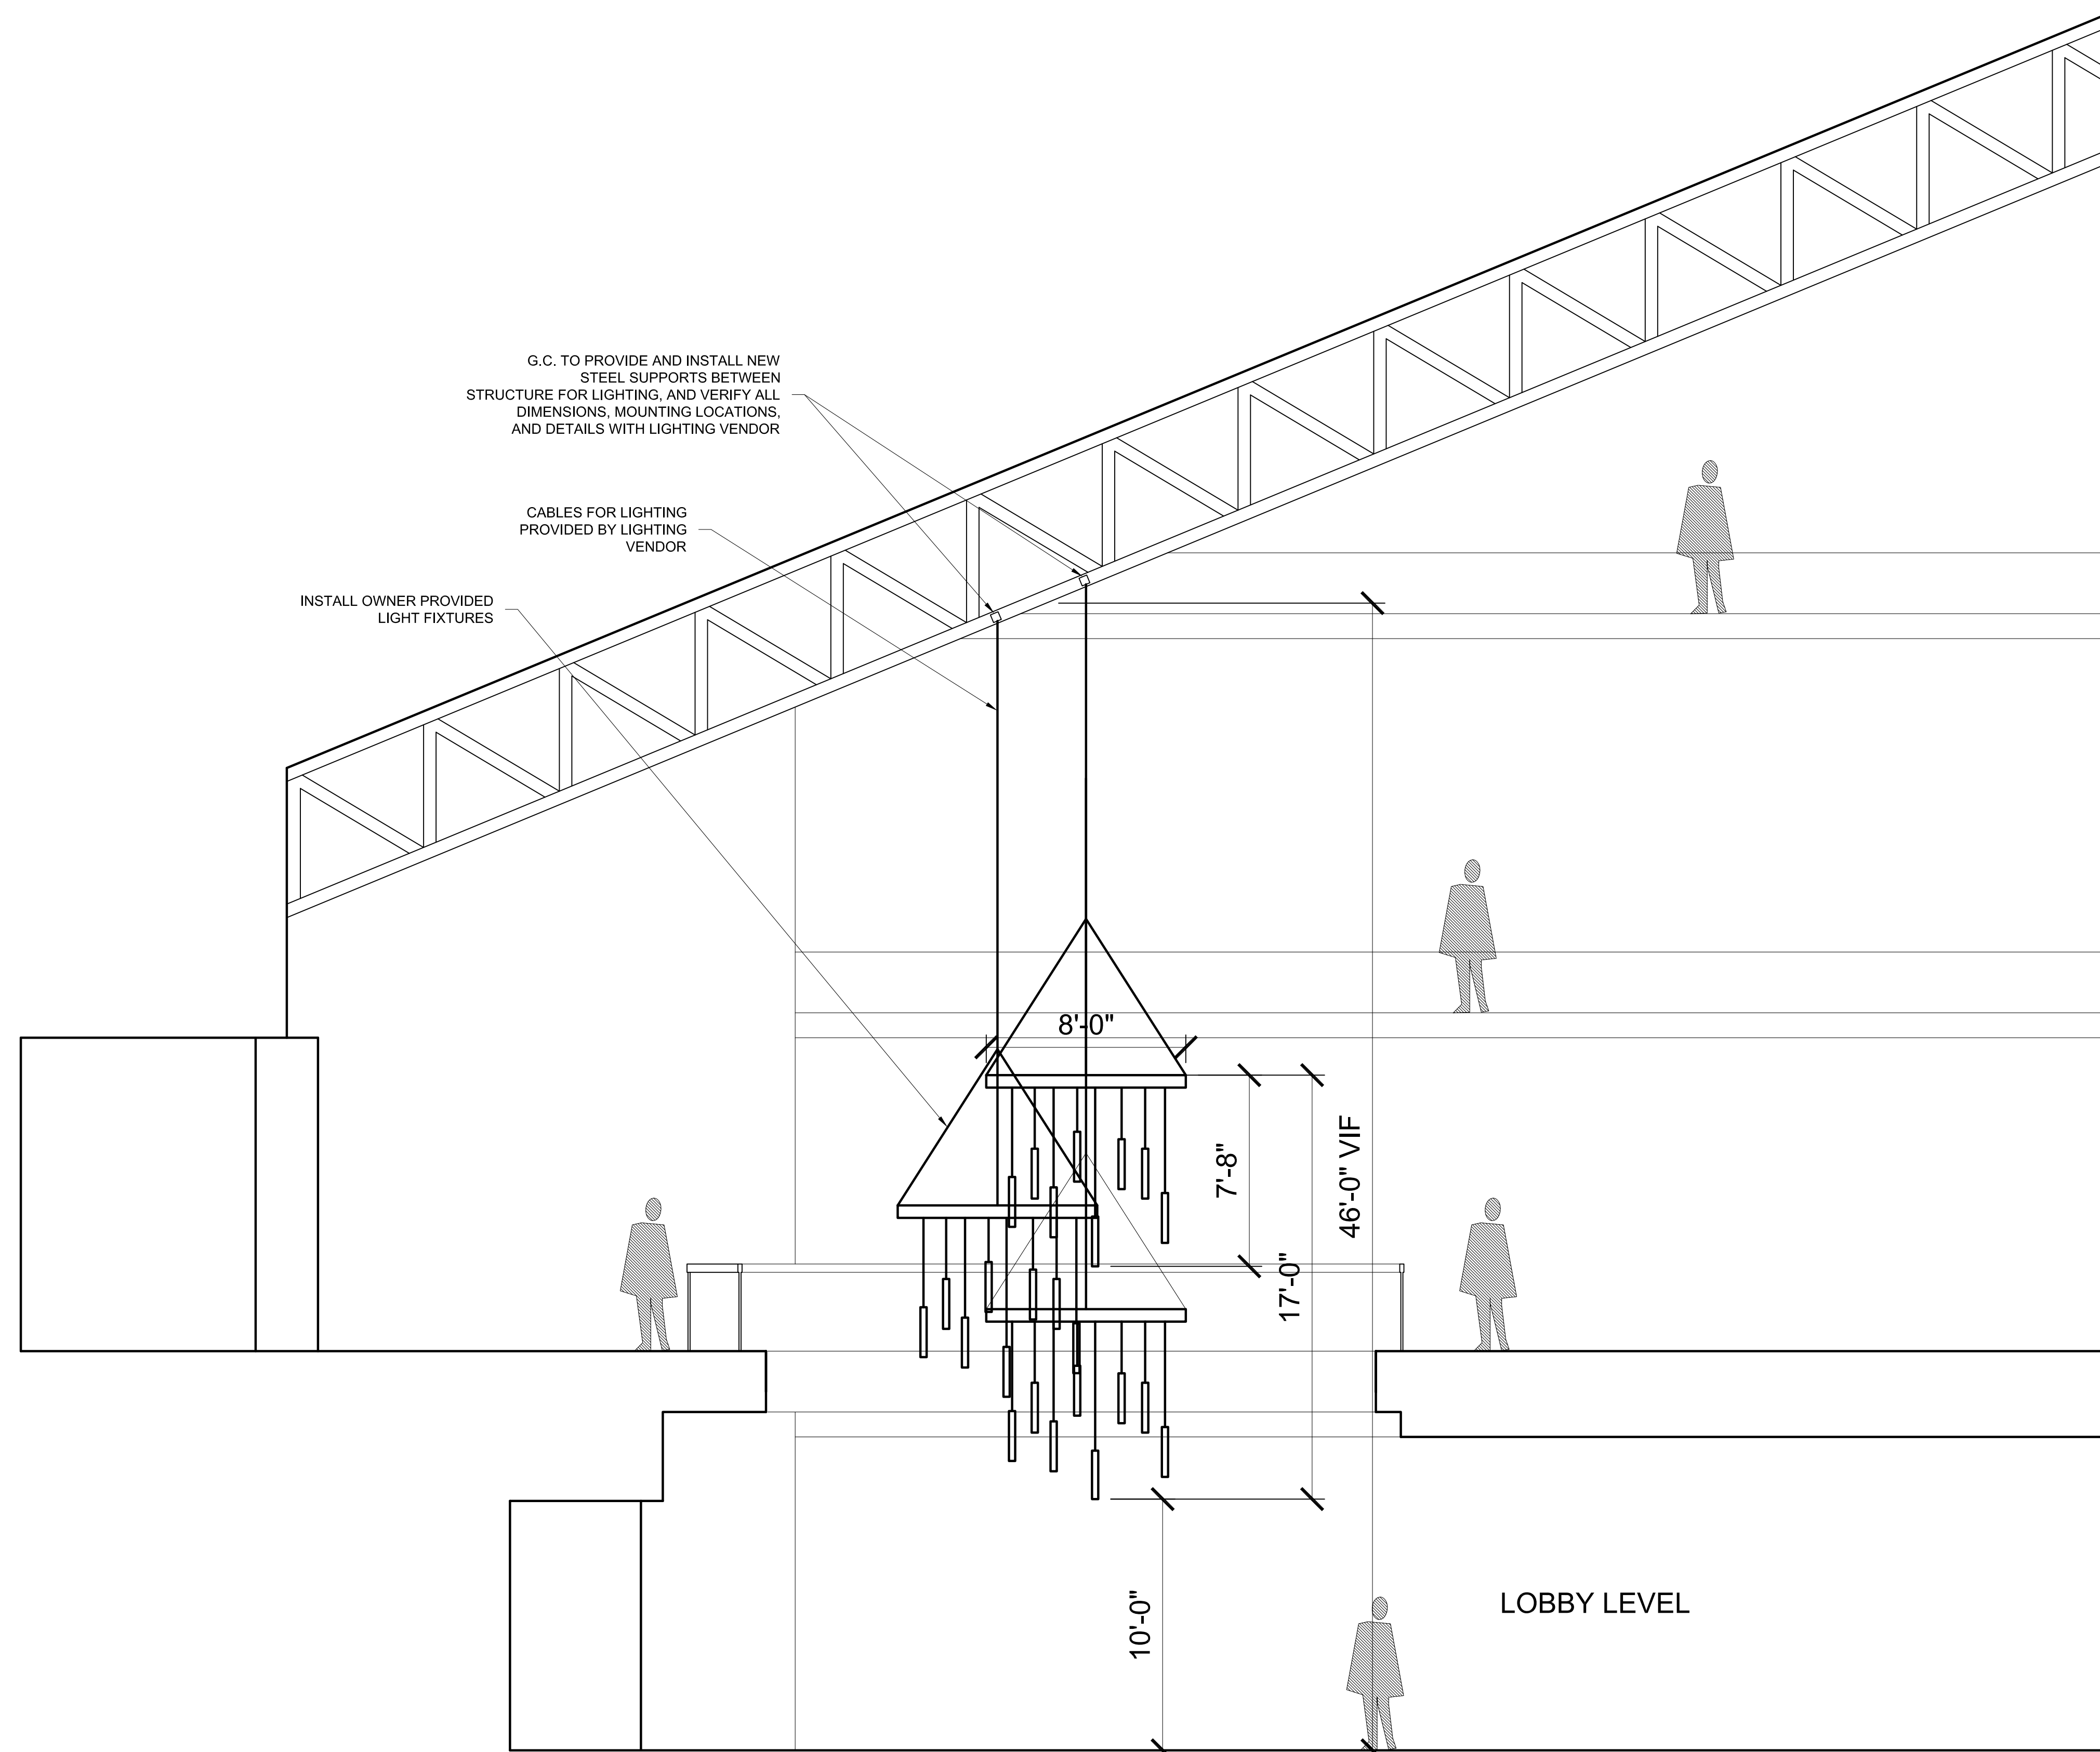 G.C. TO PROVIDE AND INSTALL NEW
STEEL SUPPORTS BETWEEN
STRUCTURE FOR LIGHTING, AND VERIFY ALL
DIMENSIONS, MOUNTING LOCATIONS,
AND DETAILS WITH LIGHTING VENDOR
CABLES FOR LIGHTING
PROVIDED BY LIGHTING
VENDOR
INSTALL OWNER PROVIDED
LIGHT FIXTURES
8'-0"
7'-8"
46'-0" VIF
17'-0"
10'-0"
LOBBY LEVEL